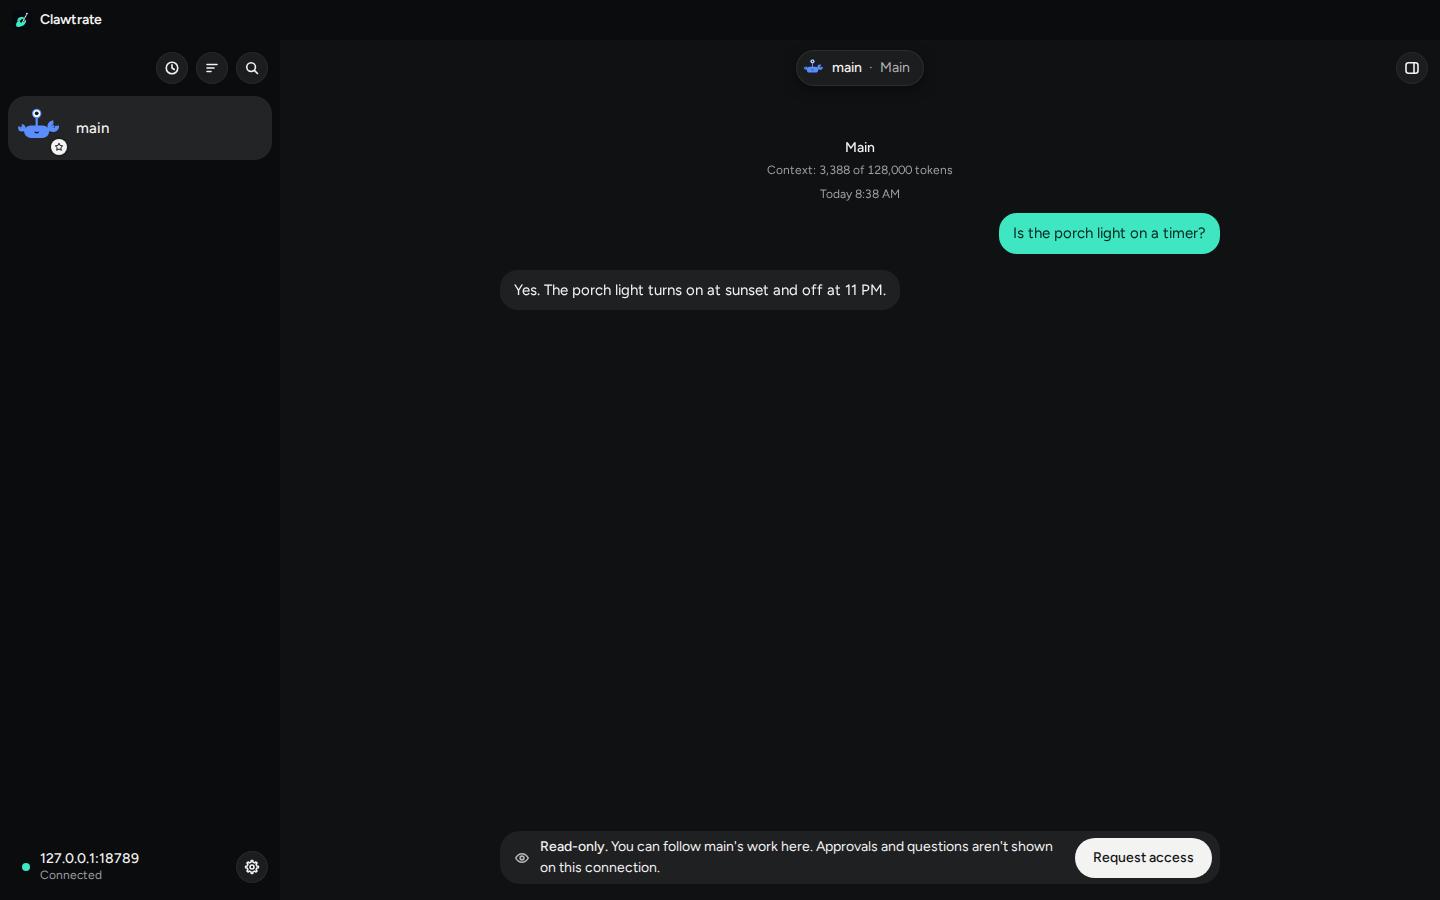 Clawtrate
main · Main
main
Main
Context: 3,388 of 128,000 tokens
Today 8:38 AM
Is the porch light on a timer?
Yes. The porch light turns on at sunset and off at 11 PM.
127.0.0.1:18789
Connected
Read-only. You can follow main's work here. Approvals and questions aren't shown
on this connection.
Request access